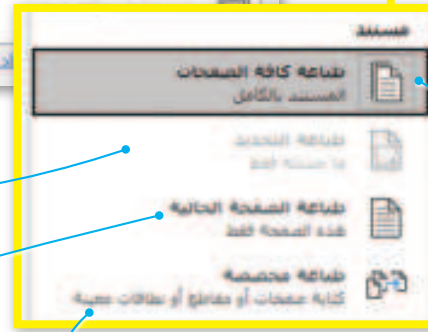 مستند
طباعة كافة الصفحات
المستند بالكامل
طباعة التحديد
ما حددته فقط
طباعة الصفحة الحالية
هذه الصفحة فقط
طباعة مخصصة
كتابة صفحات أو مقاطع أو نطاقات معينة